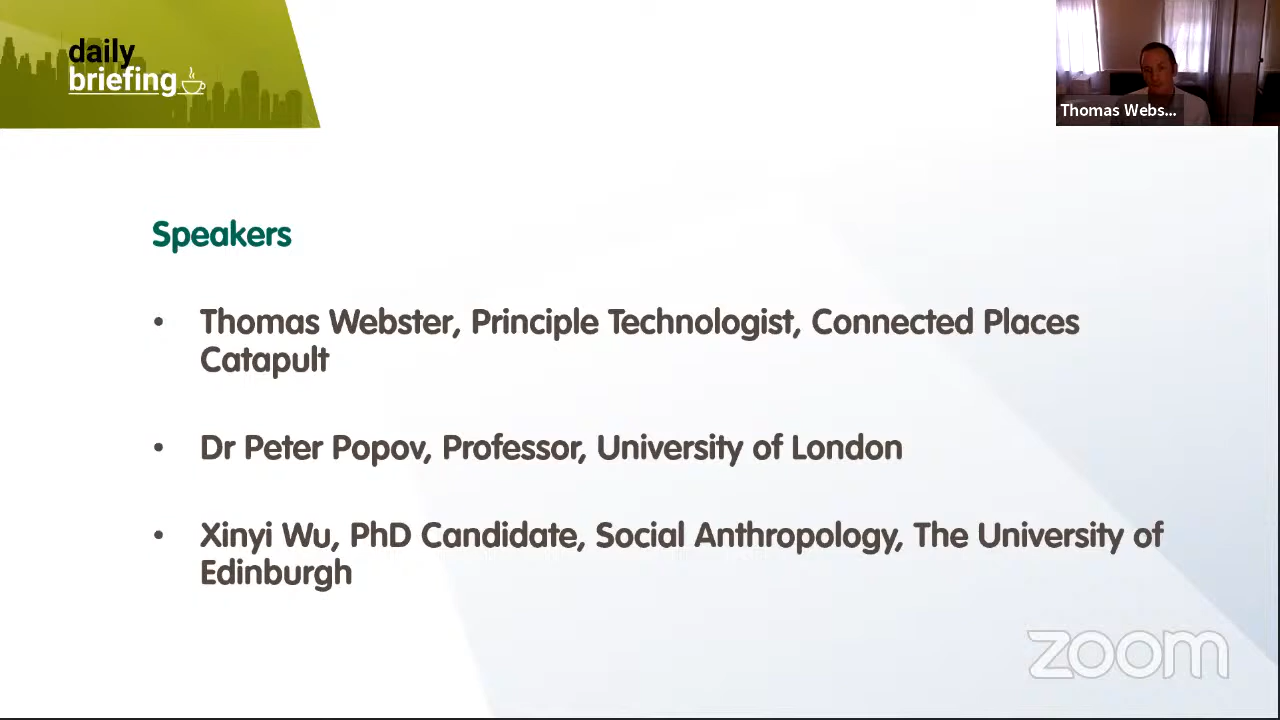 daily
briefing
Thomas Webs...
Speakers
• Thomas Webster, Principle Technologist, Connected Places
Catapult
• Dr Peter Popov, Professor, University of London
• Xinyi Wu, PhD Candidate, Social Anthropology, The University of
Edinburgh
zoom